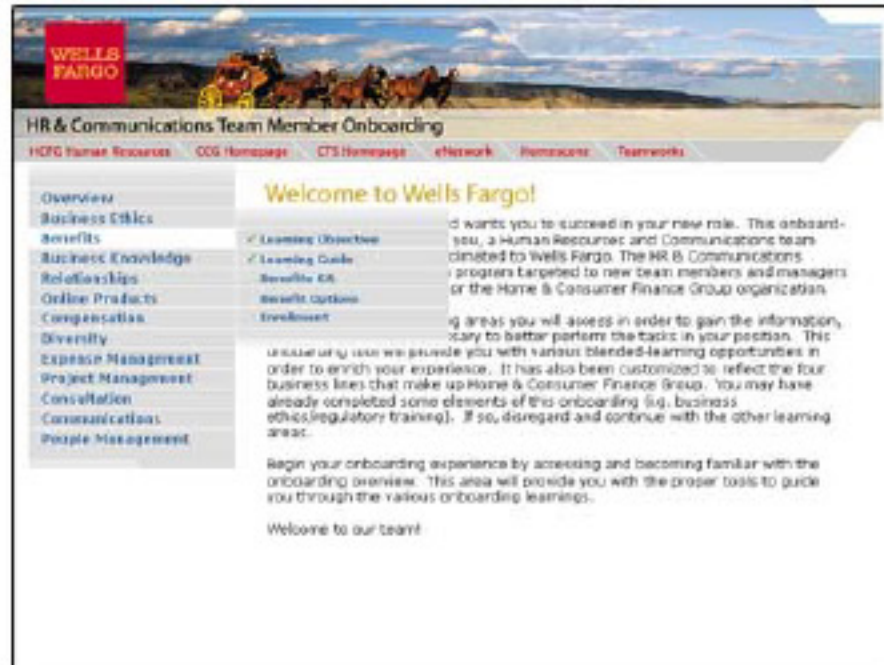 WELLS
FARGO
HR & Communications Team Member Onboarding
HCFG Human Resources CCG Homepage CTS Homepage eNetwork Teamworks
Overview
Business Ethics
Benefits
Business Knowledge
Relationships
Online Products
Compensation
Diversity
Expense Management
Project Management
Consultation
Communications
People Management
✓ Learning Objective
✓ Learning Guide
Benefits
Benefit Options
Enrollment
Welcome to Wells Fargo!
d wants you to succeed in your new role. This onboard-
you, a Human Resources and Communications team
climated to Wells Fargo. The HR & Communications
program targeted to new team members and managers
or the Home & Consumer Finance Group organization.
g areas you will assess in order to gain the information,
sary to better perform the tasks in your position. This
onboarding tool will provide you with various blended-learning opportunities in
order to enrich your experience. It has also been customized to reflect the four
business lines that make up Home & Consumer Finance Group. You may have
already completed some elements of this onboarding (i.g. business
ethics/regulatory training). If so, disregard and continue with the other learning
areas.
Begin your onboarding experience by accessing and becoming familiar with the
onboarding overview. This area will provide you with the proper tools to guide
you through the various onboarding learnings.
Welcome to our team!